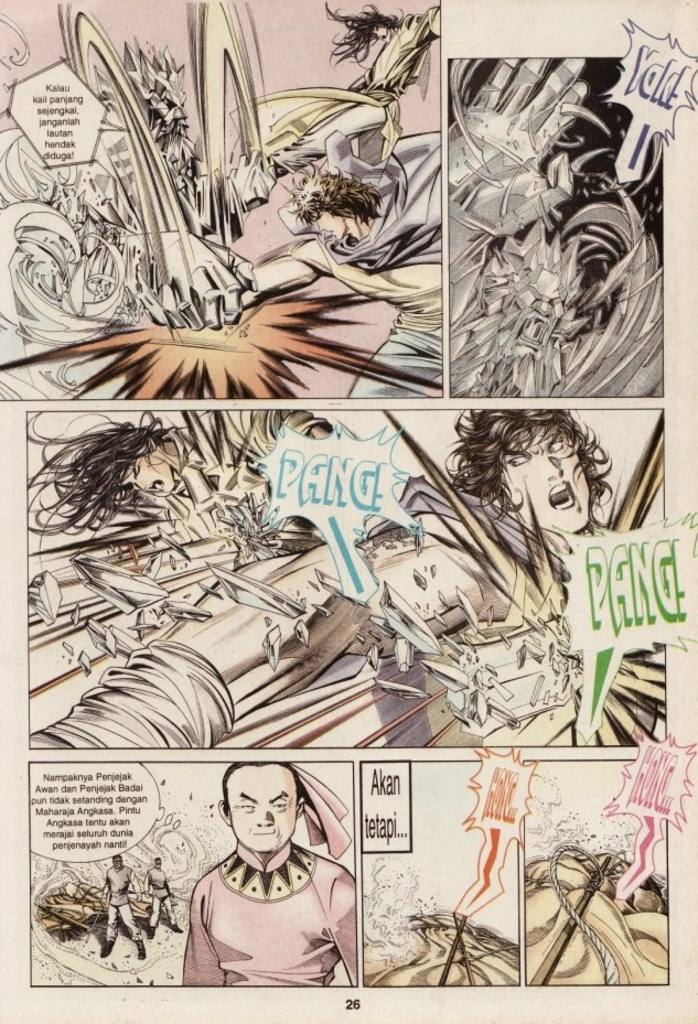 Kalau
kail panjang
sejengkal,
janganlah
lautan
hendak
diduga!
PANG!
PANG!
Nampaknya Penjejak
Awan dan Penjejak Badai
pun tidak setanding dengan
Maharaja Angkasa. Pintu
Angkasa tentu akan
merajai seluruh dunia
penjenayah nanti!
Akan
tetapi...
26